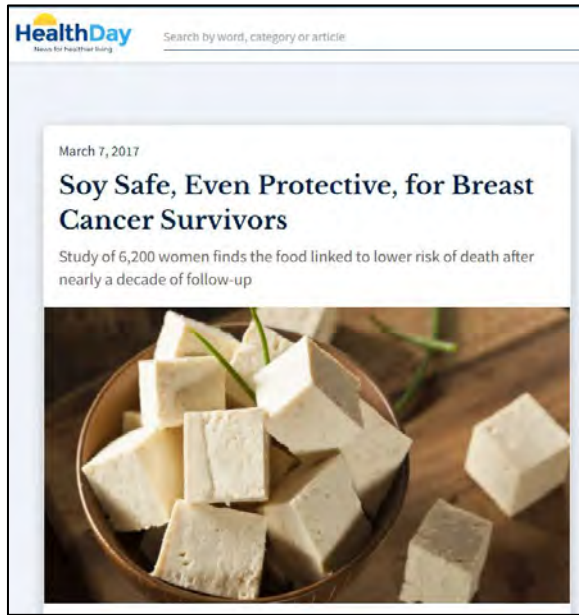 HealthDay
News for healthier living
Search by word, category or article
March 7, 2017
Soy Safe, Even Protective, for Breast
Cancer Survivors
Study of 6,200 women finds the food linked to lower risk of death after
nearly a decade of follow-up